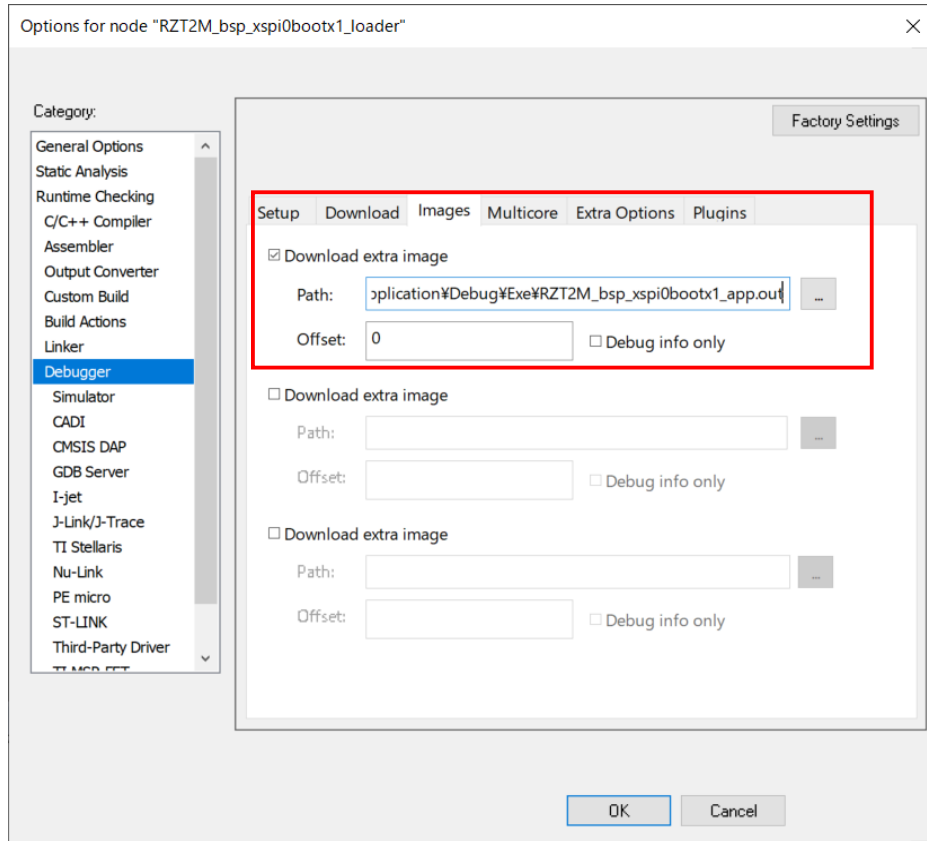 Options for node "RZT2M_bsp_xspi0bootx1_loader"
Category:
Factory Settings
General Options
Static Analysis
Runtime Checking
C/C++ Compiler
Assembler
Output Converter
Custom Build
Build Actions
Linker
Debugger
Simulator
CADI
CMSIS DAP
GDB Server
I-jet
J-Link/J-Trace
TI Stellaris
Nu-Link
PE micro
ST-LINK
Third-Party Driver
TI MSP FET
Setup Download Images Multicore Extra Options Plugins
Download extra image
Path: plication¥Debug¥Exe¥RZT2M_bsp_xspi0bootx1_app.out ...
Offset: 0 Debug info only
Download extra image
Path: ...
Offset: Debug info only
Download extra image
Path: ...
Offset: Debug info only
OK Cancel